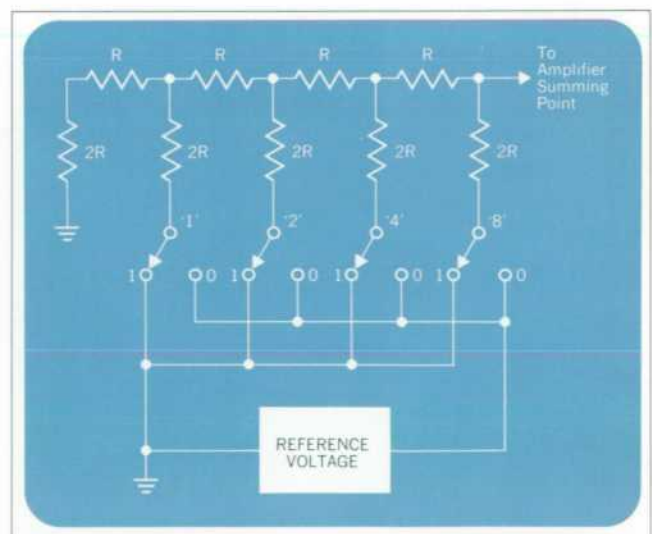 R R R R
To
Amplifier
Summing
Point
2R 2R 2R 2R 2R
'1' '2' '4' '8'
1 0 1 0 1 0 1 0
REFERENCE
VOLTAGE